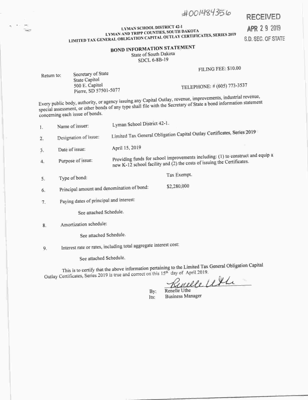 #001484356
RECEIVED
APR 29 2019
S.D. SEC. OF STATE
LYMAN SCHOOL DISTRICT 42-1
LYMAN AND TRIPP COUNTIES, SOUTH DAKOTA
LIMITED TAX GENERAL OBLIGATION CAPITAL OUTLAY CERTIFICATES, SERIES 2019
BOND INFORMATION STATEMENT
State of South Dakota
SDCL 6-8B-19
FILING FEE: $10.00
Return to: Secretary of State
State Capitol
500 E. Capitol
Pierre, SD 57501-5077 TELEPHONE: # (605) 773-3537
Every public body, authority, or agency issuing any Capital Outlay, revenue, improvements, industrial revenue,
special assessment, or other bonds of any type shall file with the Secretary of State a bond information statement
concerning each issue of bonds.
1. Name of issuer: Lyman School District 42-1.
2. Designation of issue: Limited Tax General Obligation Capital Outlay Certificates, Series 2019
3. Date of issue: April 15, 2019
4. Purpose of issue: Providing funds for school improvements including: (1) to construct and equip a
new K-12 school facility and (2) the costs of issuing the Certificates.
5. Type of bond: Tax Exempt.
6. Principal amount and denomination of bond: $2,280,000
7. Paying dates of principal and interest:
See attached Schedule.
8. Amortization schedule:
See attached Schedule.
9. Interest rate or rates, including total aggregate interest cost:
See attached Schedule.
This is to certify that the above information pertaining to the Limited Tax General Obligation Capital
Outlay Certificates, Series 2019 is true and correct on this 15th day of April 2019.
Renelle Uthe
By: Renelle Uthe
Its: Business Manager